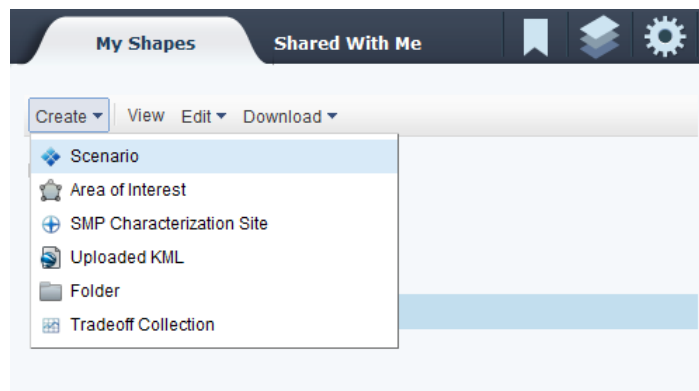 My Shapes Shared With Me
Create View Edit Download
Scenario
Area of Interest
SMP Characterization Site
Uploaded KML
Folder
Tradeoff Collection